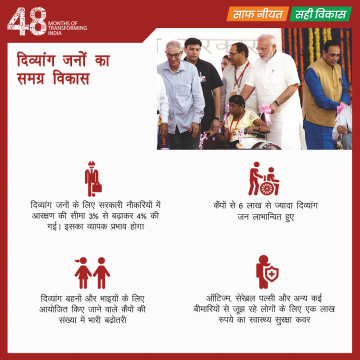 48 MONTHS OF
TRANSFORMING
INDIA
साफ नीयत सही विकास
दिव्यांग जनों का
समग्र विकास
दिव्यांग जनों के लिए सरकारी नौकरियों में
आरक्षण की सीमा 3% से बढ़ाकर 4% की
गई। इसका व्यापक प्रभाव होगा
कैंपों से 6 लाख से ज्यादा दिव्यांग
जन लाभान्वित हुए
दिव्यांग बहनों और भाइयों के लिए
आयोजित किए जाने वाले कैंपों की
संख्या में भारी बढ़ोतरी
ऑटिज्म, सेरेब्रल पल्सी और अन्य कई
बीमारियों से जूझ रहे लोगों के लिए एक लाख
रुपये का स्वास्थ्य सुरक्षा कवर